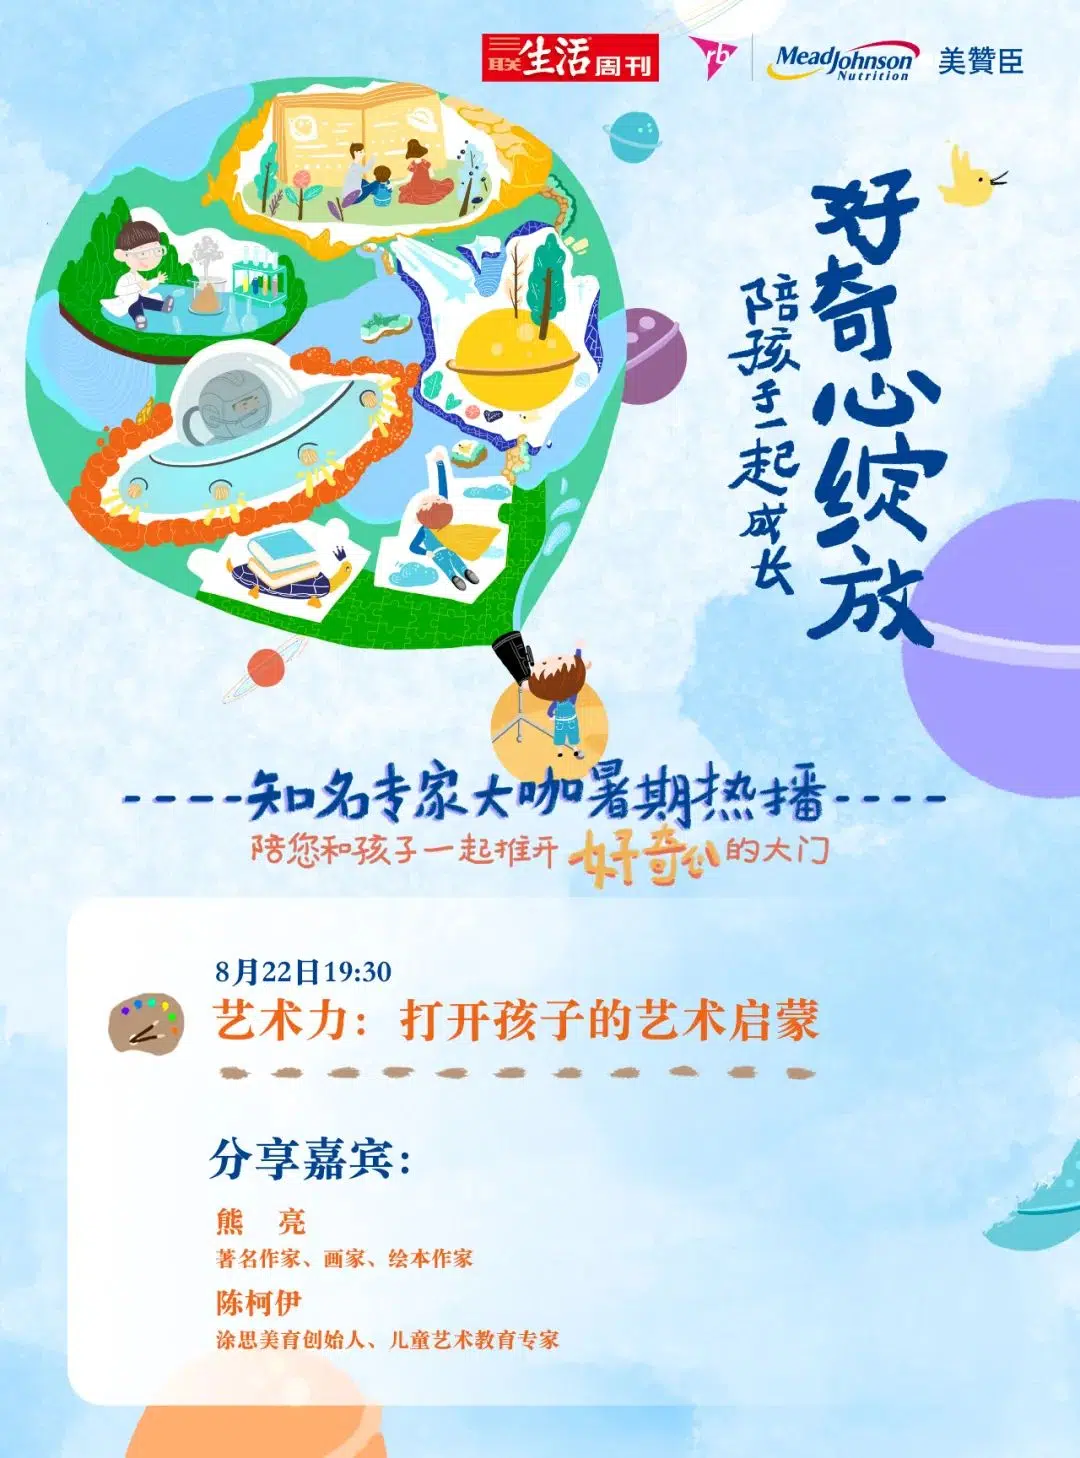 三联生活周刊
rb
MeadJohnson
Nutrition
美贊臣
好奇心绽放
陪孩子一起成长
知名专家大咖暑期热播
陪您和孩子一起推开好奇心的大门
8月22日19:30
艺术力：打开孩子的艺术启蒙
分享嘉宾：
熊 亮
著名作家、画家、绘本作家
陈柯伊
涂思美育创始人、儿童艺术教育专家